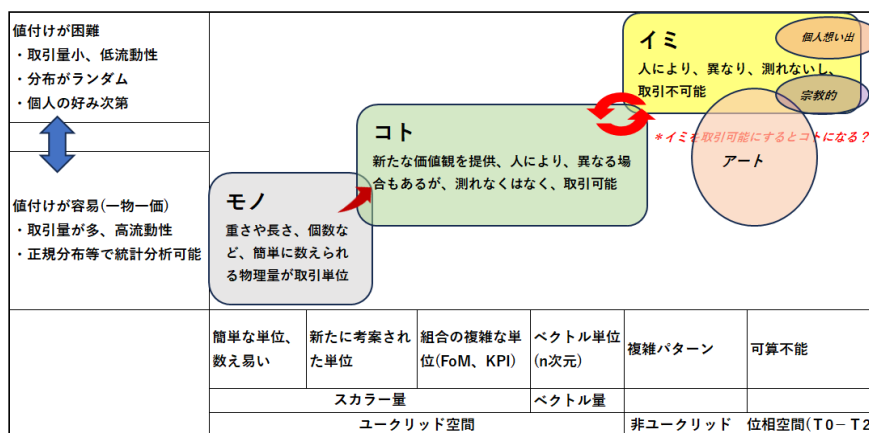 値付けが困難
・取引量小、低流動性
・分布がランダム
・個人の好み次第
値付けが容易(一物一価)
・取引量が多、高流動性
・正規分布等で統計分析可能
モノ
重さや長さ、個数な
ど、簡単に数えられ
る物理量が取引単位
コト
新たな価値観を提供、人により、異なる場
合もあるが、測れなくはなく、取引可能
イミ
人により、異なり、測れないし、
取引不可能
個人想い出
宗教的
＊イミを取引可能にするとコトになる？
アート
簡単な単位、
数え易い
新たに考案され
た単位
組合の複雑な単
位(FoM、KPI)
ベクトル単位
(n次元)
複雑パターン
可算不能
スカラー量
ベクトル量
ユークリッド空間
非ユークリッド　位相空間(T0－T2